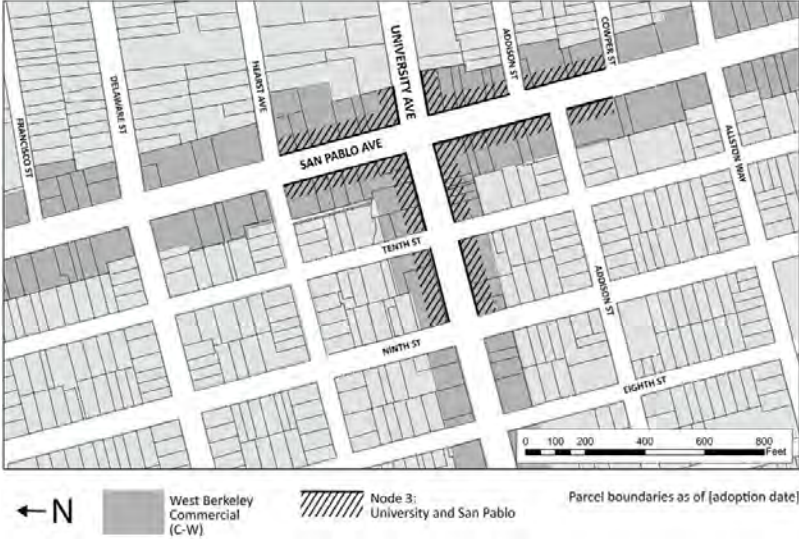 COWPER ST
ADDISON ST
UNIVERSITY AVE
HEARST AVE
DELAWARE ST
FRANCISCO ST
SAN PABLO AVE
ALLSTON WAY
TENTH ST
ADDISON ST
NINTH ST
EIGHTH ST
0 100 200 400 600 800
Feet
N
West Berkeley
Commercial
(C-W)
Node 3:
University and San Pablo
Parcel boundaries as of [adoption date]